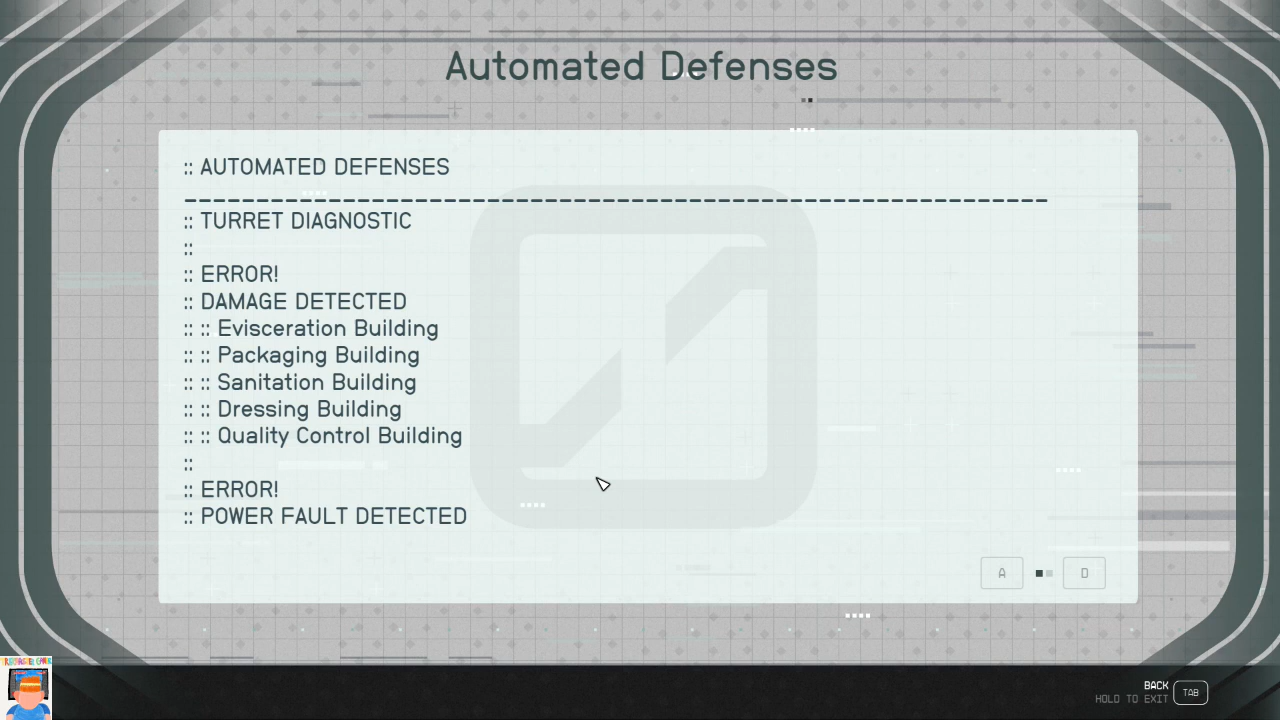 Automated Defenses
:: AUTOMATED DEFENSES
____________________________________________________________
:: TURRET DIAGNOSTIC
::
:: ERROR!
:: DAMAGE DETECTED
:: :: Evisceration Building
:: :: Packaging Building
:: :: Sanitation Building
:: :: Dressing Building
:: :: Quality Control Building
::
:: ERROR!
:: POWER FAULT DETECTED
A D
BACK
HOLD TO EXIT TAB